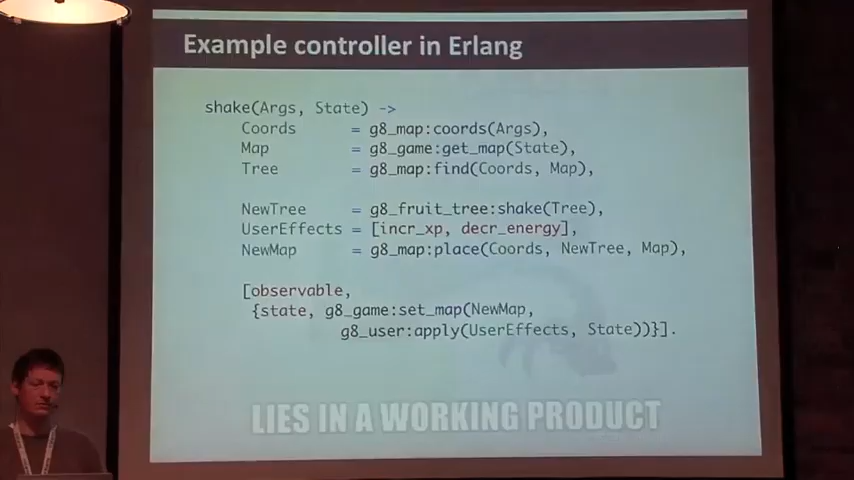 Example controller in Erlang
shake(Args, State) ->
Coords = g8_map:coords(Args),
Map = g8_game:get_map(State),
Tree = g8_map:find(Coords, Map),
NewTree = g8_fruit_tree:shake(Tree),
UserEffects = [incr_xp, decr_energy],
NewMap = g8_map:place(Coords, NewTree, Map),
[observable,
{state, g8_game:set_map(NewMap,
g8_user:apply(UserEffects, State))}].
LIES IN A WORKING PRODUCT